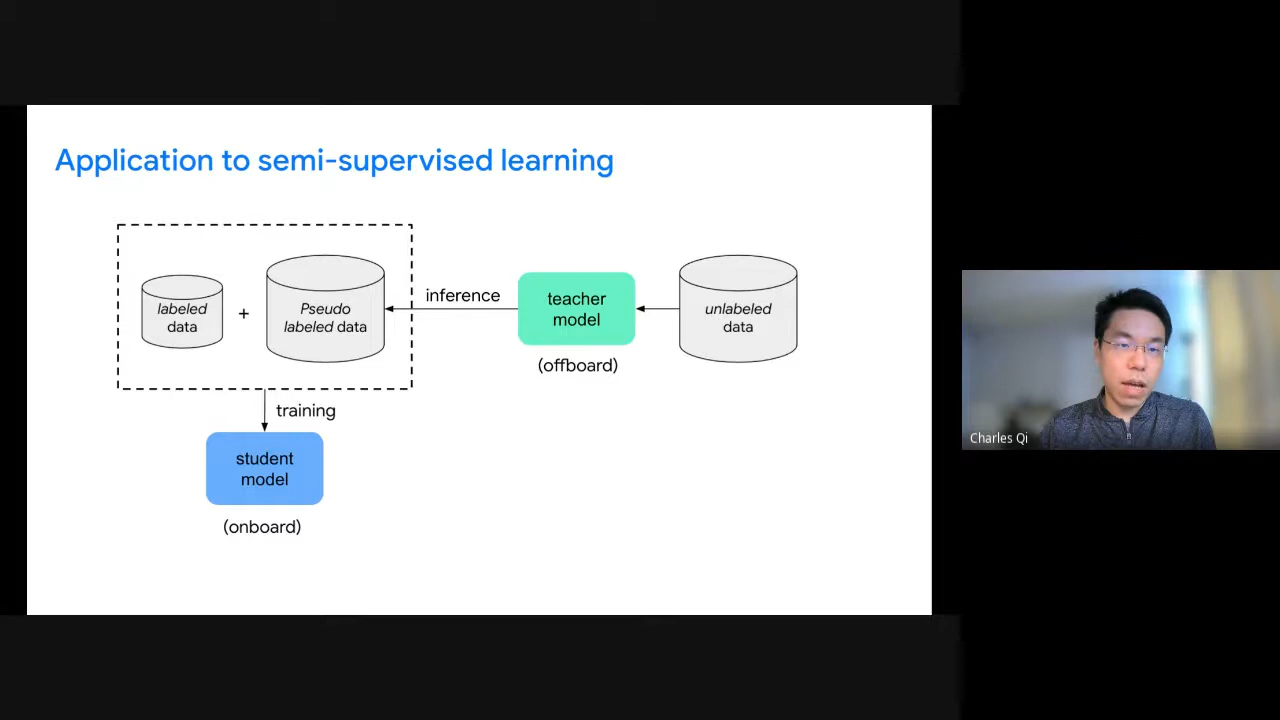 Application to semi-supervised learning
labeled
data
+
Pseudo
labeled data
inference
teacher
model
(offboard)
unlabeled
data
training
student
model
(onboard)
Charles Qi